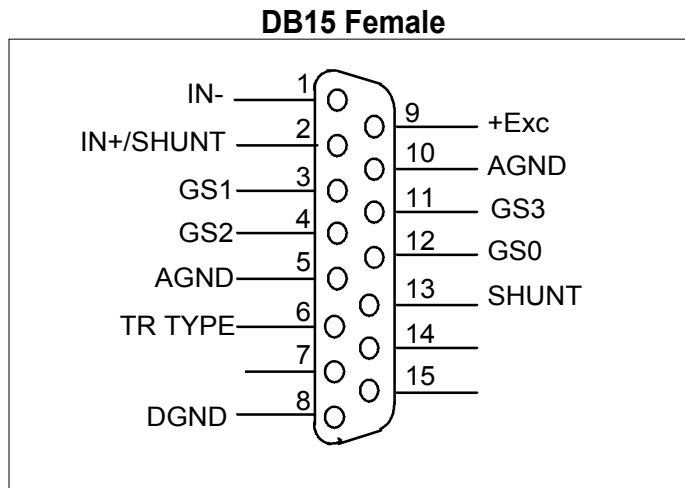 DB15 Female
1 IN-
2 IN+/SHUNT
3 GS1
4 GS2
5 AGND
6 TR TYPE
7
8 DGND
9 +Exc
10 AGND
11 GS3
12 GS0
13 SHUNT
14
15